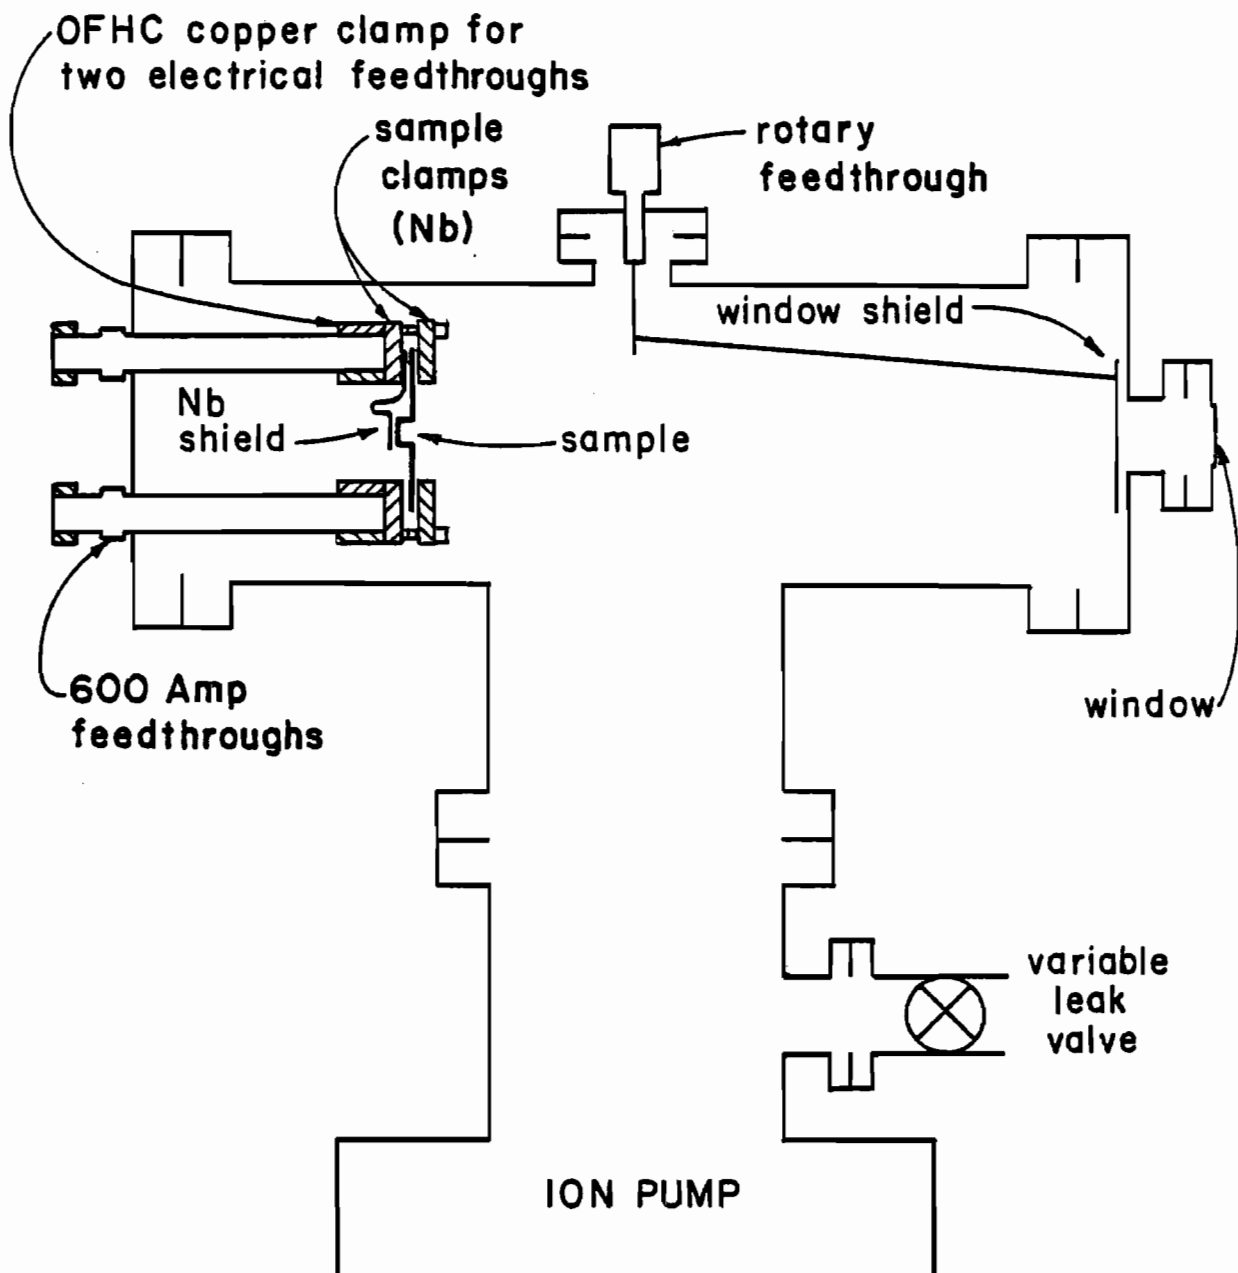 OFHC copper clamp for
two electrical feedthroughs
sample
clamps
(Nb)
rotary
feedthrough
window shield
Nb
shield
sample
600 Amp
feedthroughs
window
variable
leak
valve
ION PUMP